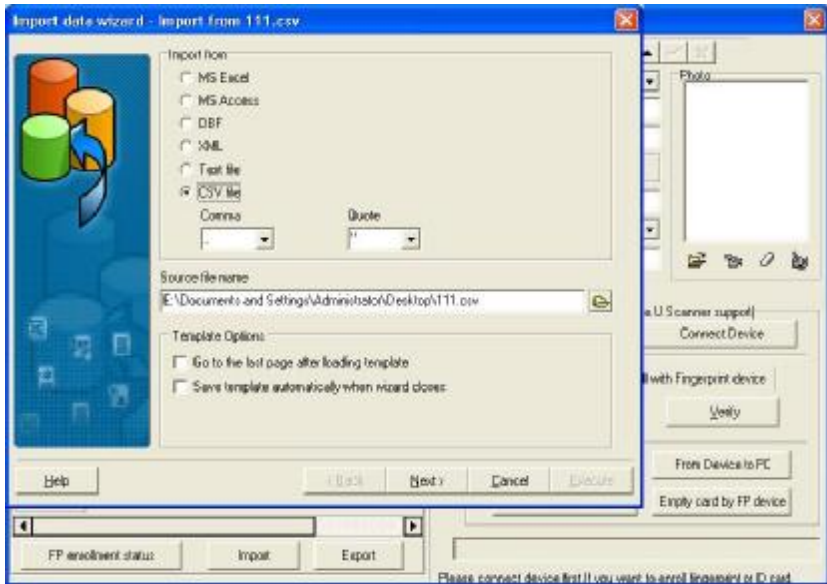 Import data wizard - Import from 111.csv
Import from
MS Excel
MS Access
DBF
XML
Text file
CSV file
Comma
Quote
,
"
Source file name
E:\Documents and Settings\Administrator\Desktop\111.csv
Template Options
Go to the last page after loading template
Save template automatically when wizard closes
Help
< Back
Next >
Cancel
Execute
Photo
U Scanner support)
Connect Device
with Fingerprint device
Verify
From Device to PC
Empty card by FP device
FP enrollment status
Import
Export
Please connect device first if you want to enroll fingerprint or ID card